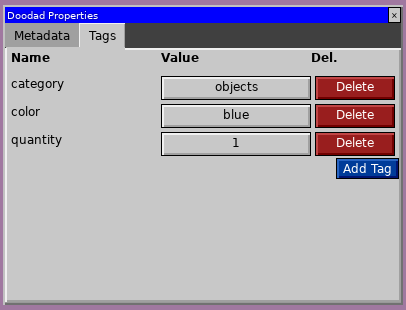 Doodad Properties ×
Metadata Tags
Name Value Del.
category objects Delete
color blue Delete
quantity 1 Delete
Add Tag